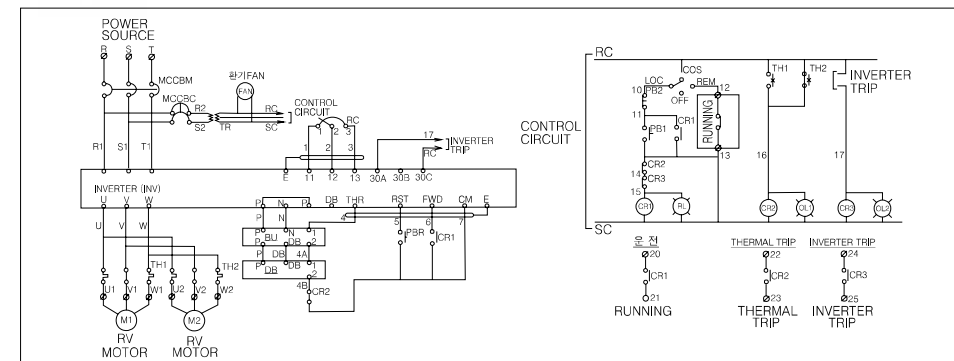 POWER
SOURCE
R S T
MCCBM
MCCBC
R2
S2
TR
환기FAN
FAN
RC
SC
CONTROL
CIRCUIT
RC
1 2 3
1 2 3
17
RC
INVERTER
TRIP
R1 S1 T1
E 11 12 13 30A 30B 30C
INVERTER (INV)
U V W
P N P DB THR RST FWD CM E
4 5 6 7
U V W
P N
P BU N 1
P DB 2
P DB 4A
P DB 1
DB 2
4B
CR2
PBR
CR1
TH1 TH2
U1 V1 W1 U2 V2 W2
M1 M2
RV
MOTOR
RV
MOTOR
CONTROL
CIRCUIT
RC
COS
LOC REM
OFF
10 PB2
12
11
PB1
CR1
RUNNING
13
CR2
14
CR3
15
CR1 RL
TH1 TH2
16
CR2 OL1
INVERTER
TRIP
17
CR3 OL2
SC
운 전
20
CR1
21
RUNNING
THERMAL TRIP
22
CR2
23
THERMAL
TRIP
INVERTER TRIP
24
CR3
25
INVERTER
TRIP